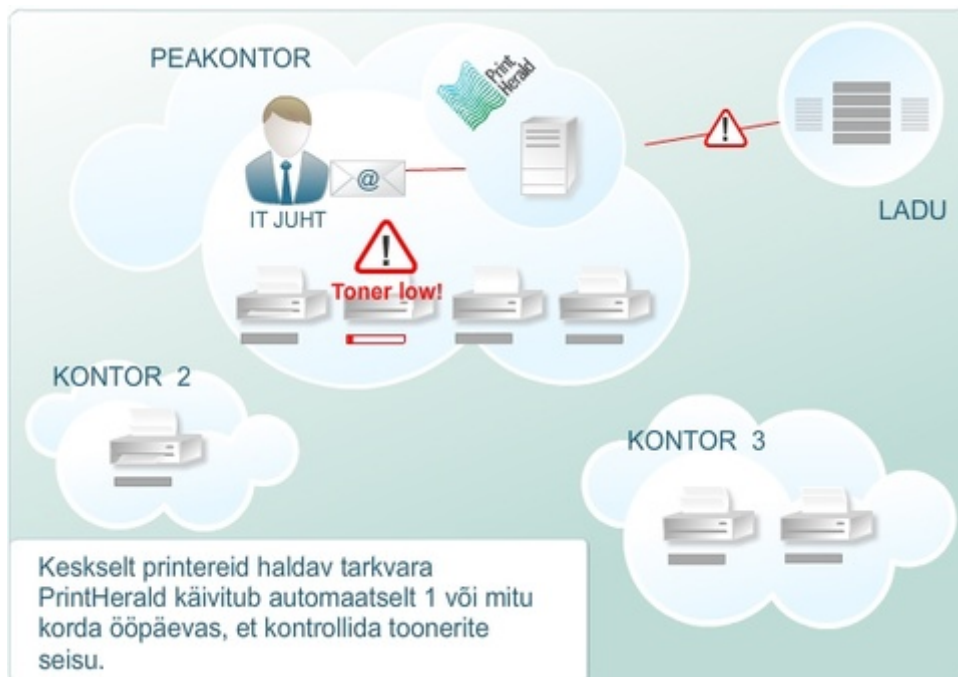 PEAKONTOR
Print
Herald
@
IT JUHT
!
LADU
!
Toner low!
KONTOR 2
KONTOR 3
Keskselt printereid haldav tarkvara
PrintHerald käivitub automaatselt 1 või mitu
korda ööpäevas, et kontrollida toonerite
seisu.